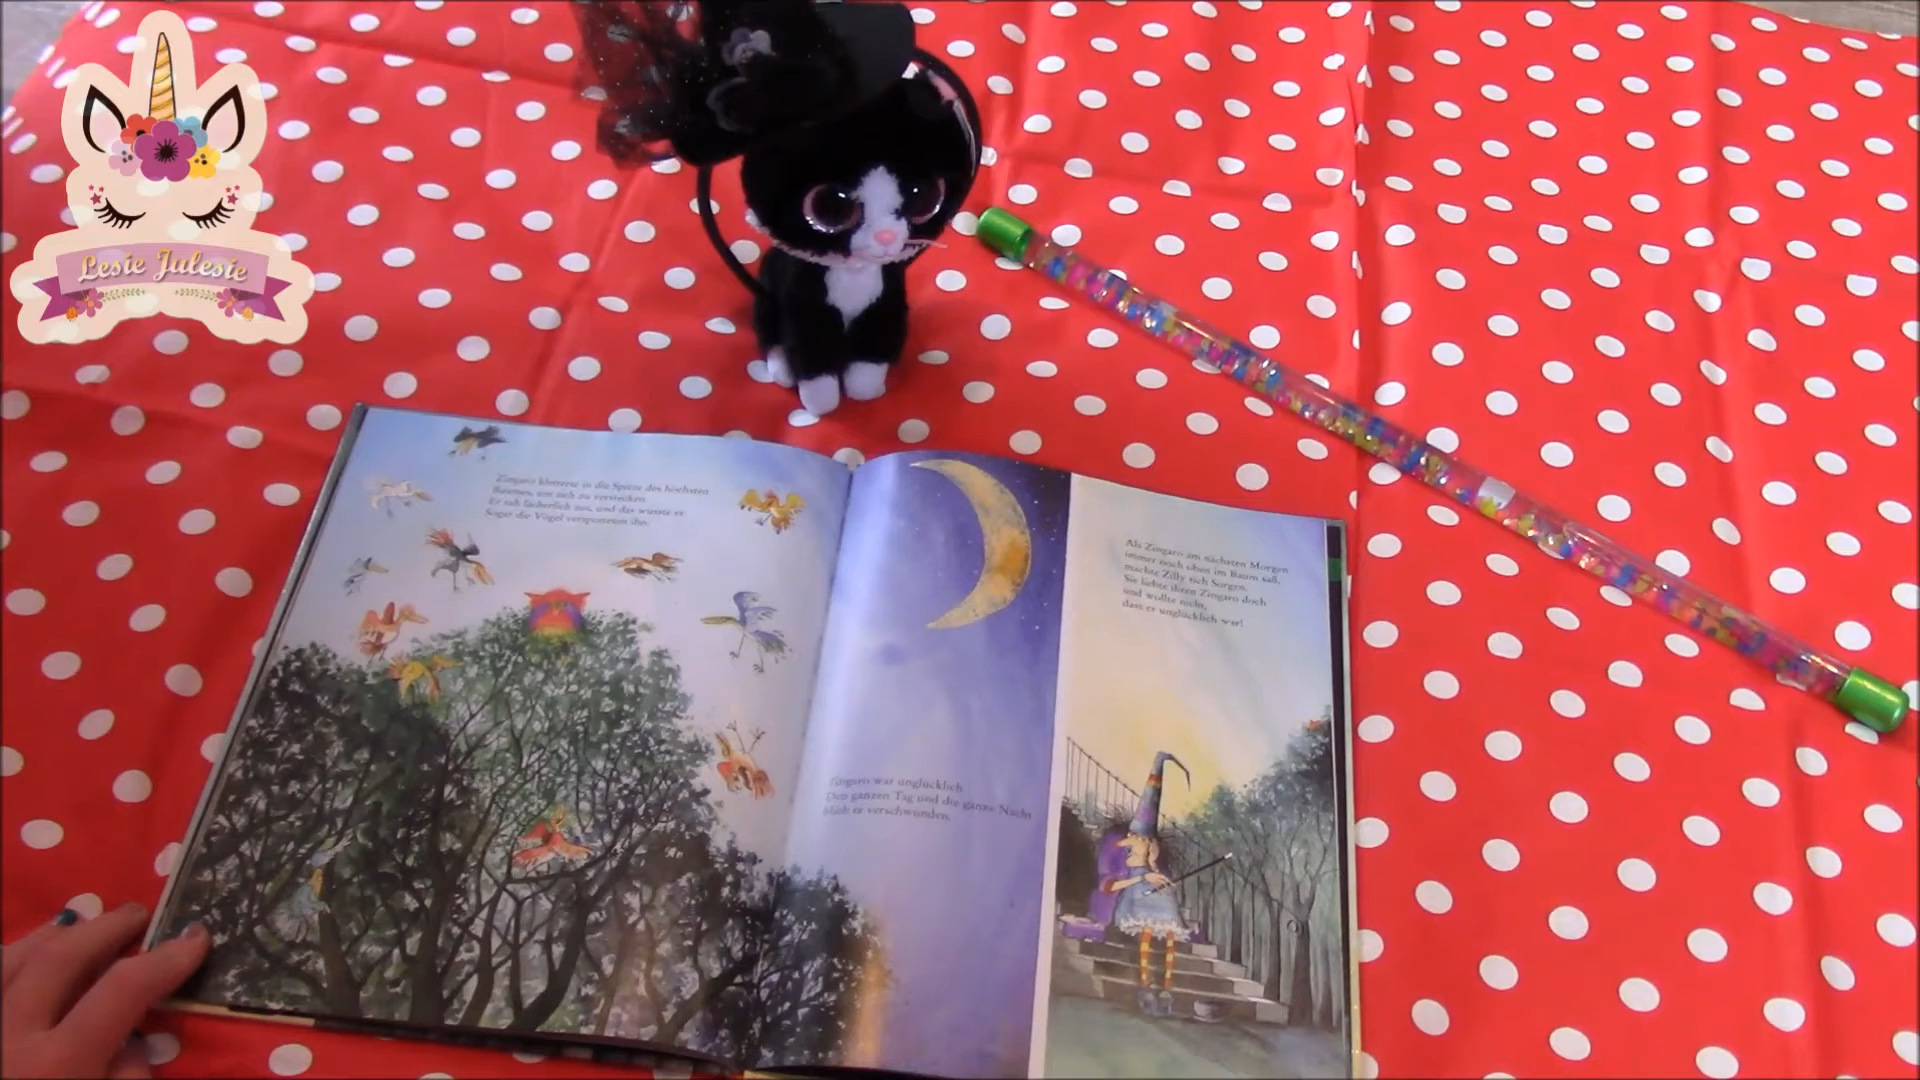 Lesie Julesie
Zingaro kletterte in die Spitze des höchsten
Baumes, um sich zu verstecken.
Er sah lächerlich aus, und das wusste er.
Sogar die Vögel verspotteten ihn.
Zingaro war unglücklich.
Den ganzen Tag und die ganze Nacht
blieb er verschwunden.
Als Zingaro am nächsten Morgen
immer noch oben im Baum saß,
machte Zilly sich Sorgen.
Sie liebte ihren Zingaro doch
und wollte nicht,
dass er unglücklich war!